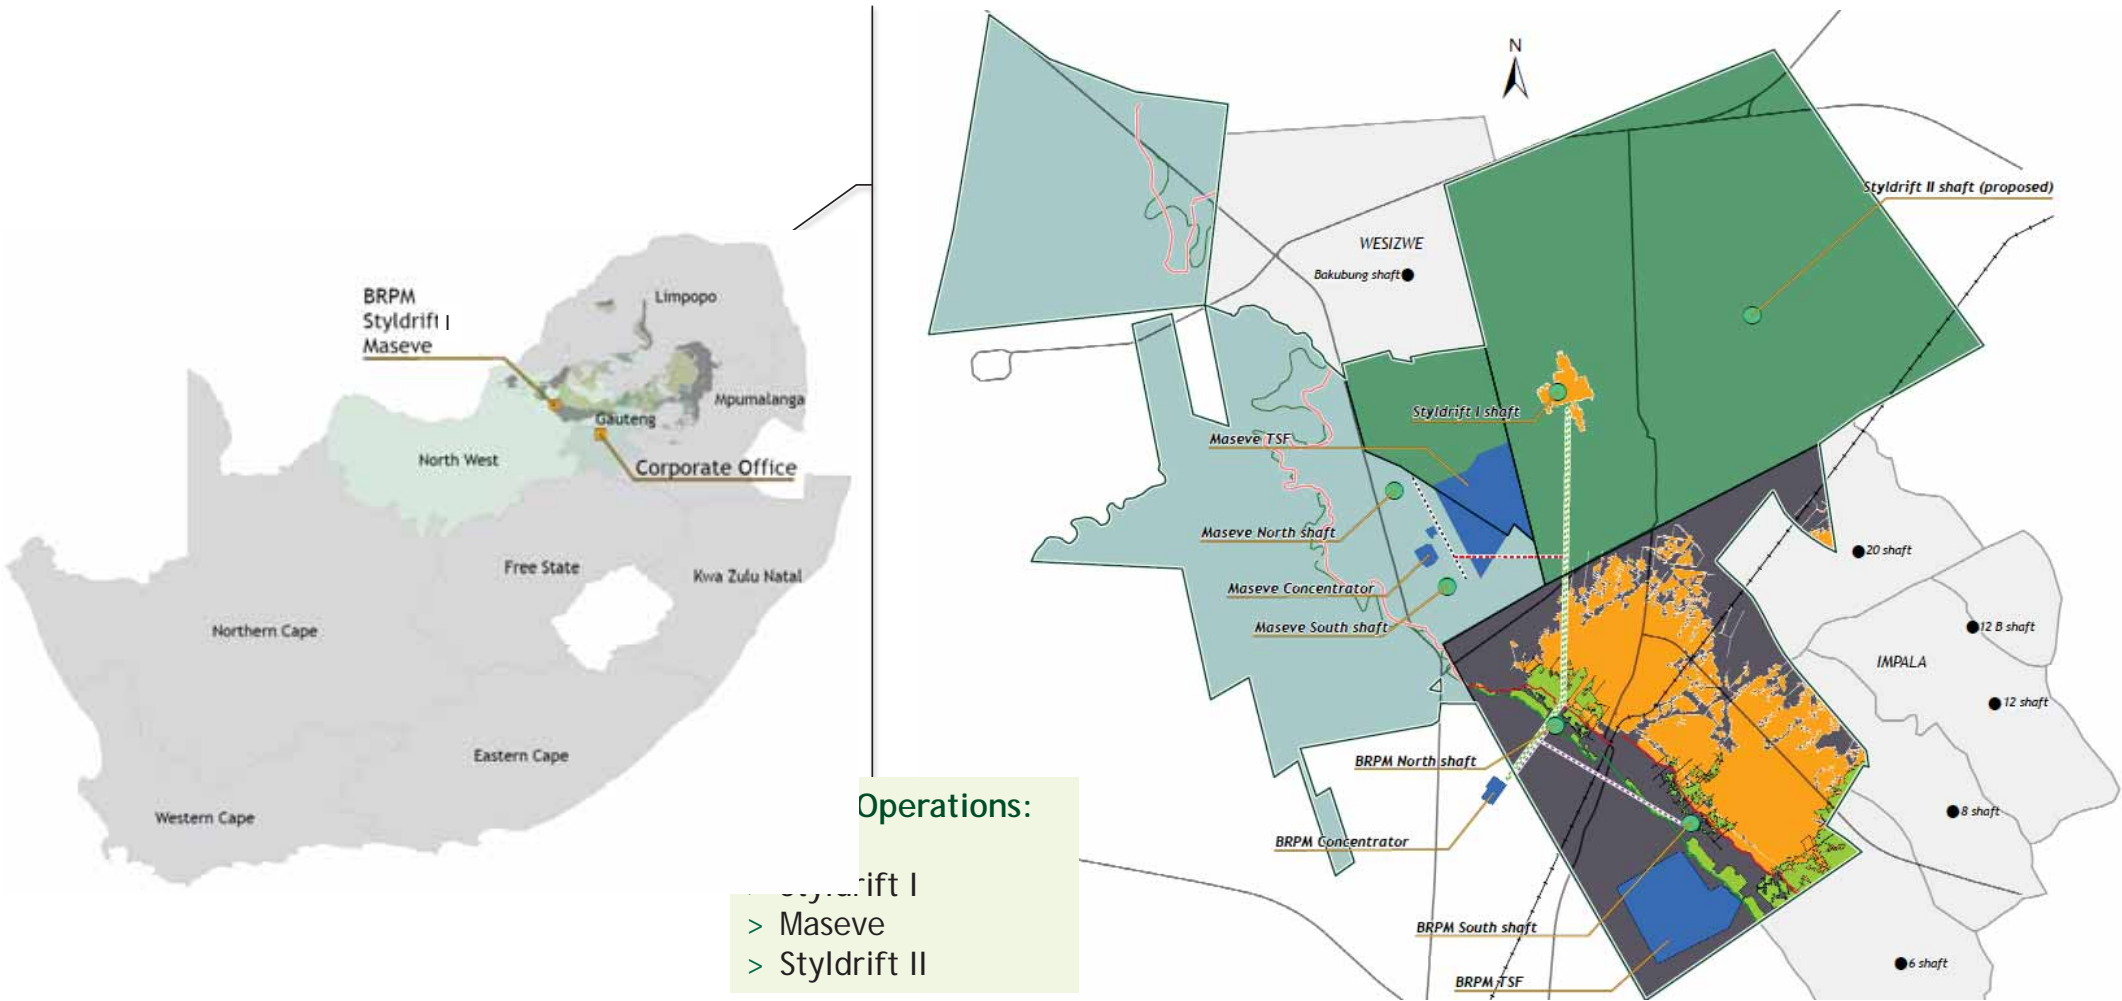 BRPM
Styldrift I
Maseve
Limpopo
Mpumalanga
Gauteng
North West
Corporate Office
Free State
Kwa Zulu Natal
Northern Cape
Eastern Cape
Western Cape
Operations:
Styldrift I
> Maseve
> Styldrift II
N
Styldrift II shaft (proposed)
WESIZWE
Bakubung shaft
Styldrift I shaft
Maseve TSF
Maseve North shaft
Maseve Concentrator
Maseve South shaft
20 shaft
12 B shaft
IMPALA
12 shaft
BRPM North shaft
8 shaft
BRPM Concentrator
BRPM South shaft
6 shaft
BRPM TSF